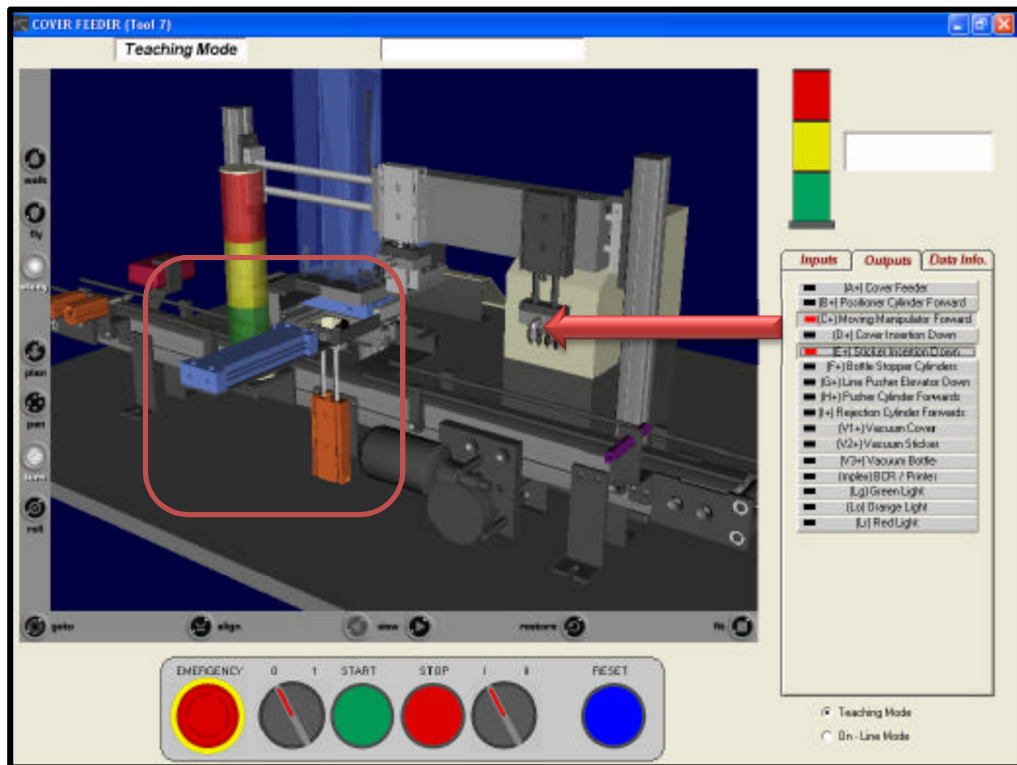 COVER FEEDER (Tool 7)
Teaching Mode
walk
fly
study
plan
pan
turn
roll
goto
align
view
restore
fit
Inputs
Outputs
Data Info.
(A+) Cover Feeder
(B+) Positioner Cylinder Forward
(C+) Moving Manipulator Forward
(D+) Cover Insertion Down
(E+) Sticker Insertion Down
(F+) Bottle Stopper Cylinders
(G+) Line Pusher Elevator Down
(H+) Pusher Cylinder Forwards
(I+) Rejection Cylinder Forwards
(V1+) Vacuum Cover
(V2+) Vacuum Sticker
(V3+) Vacuum Bottle
(Inplex) BCR / Printer
(Lg) Green Light
(Lo) Orange Light
(Lr) Red Light
EMERGENCY
0 1
START
STOP
I II
RESET
Teaching Mode
On - Line Mode